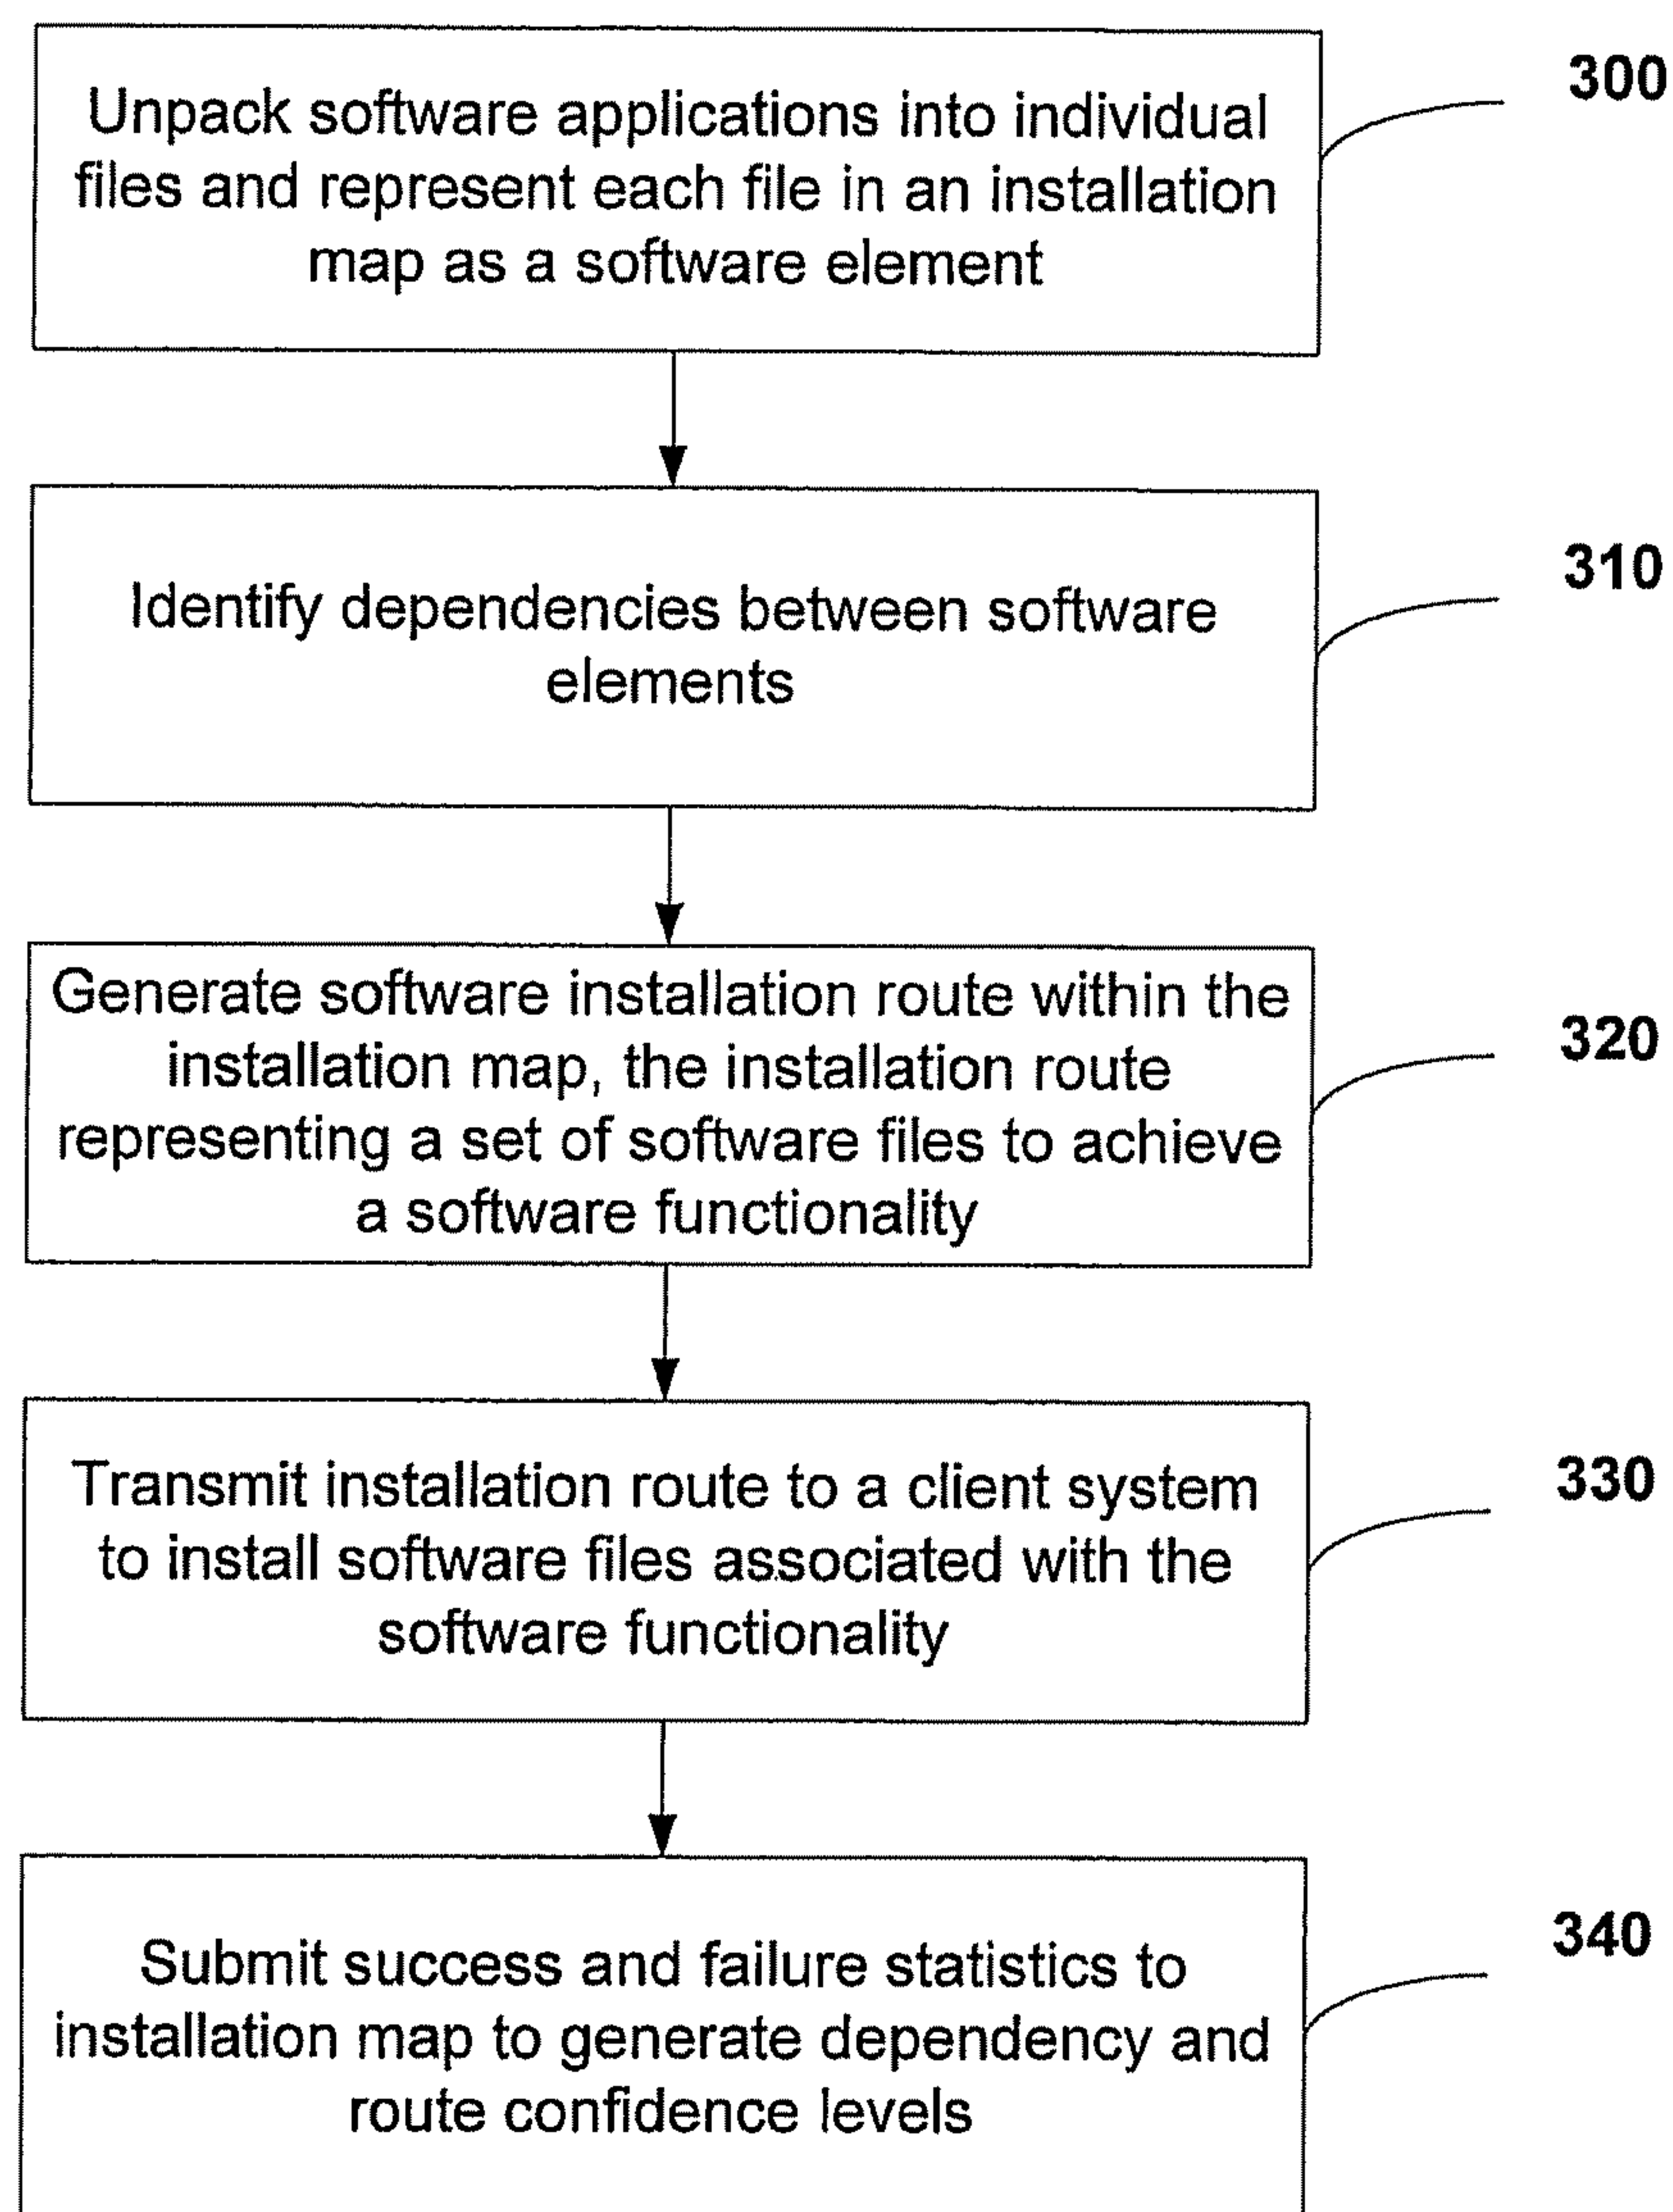 300
Unpack software applications into individual
files and represent each file in an installation
map as a software element
310
Identify dependencies between software
elements
320
Generate software installation route within the
installation map, the installation route
representing a set of software files to achieve
a software functionality
330
Transmit installation route to a client system
to install software files associated with the
software functionality
340
Submit success and failure statistics to
installation map to generate dependency and
route confidence levels